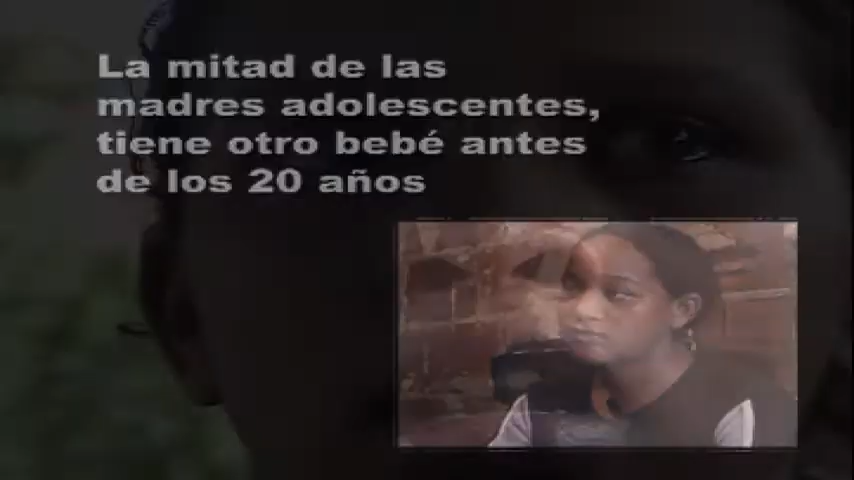 La mitad de las
madres adolescentes,
tiene otro bebé antes
de los 20 años